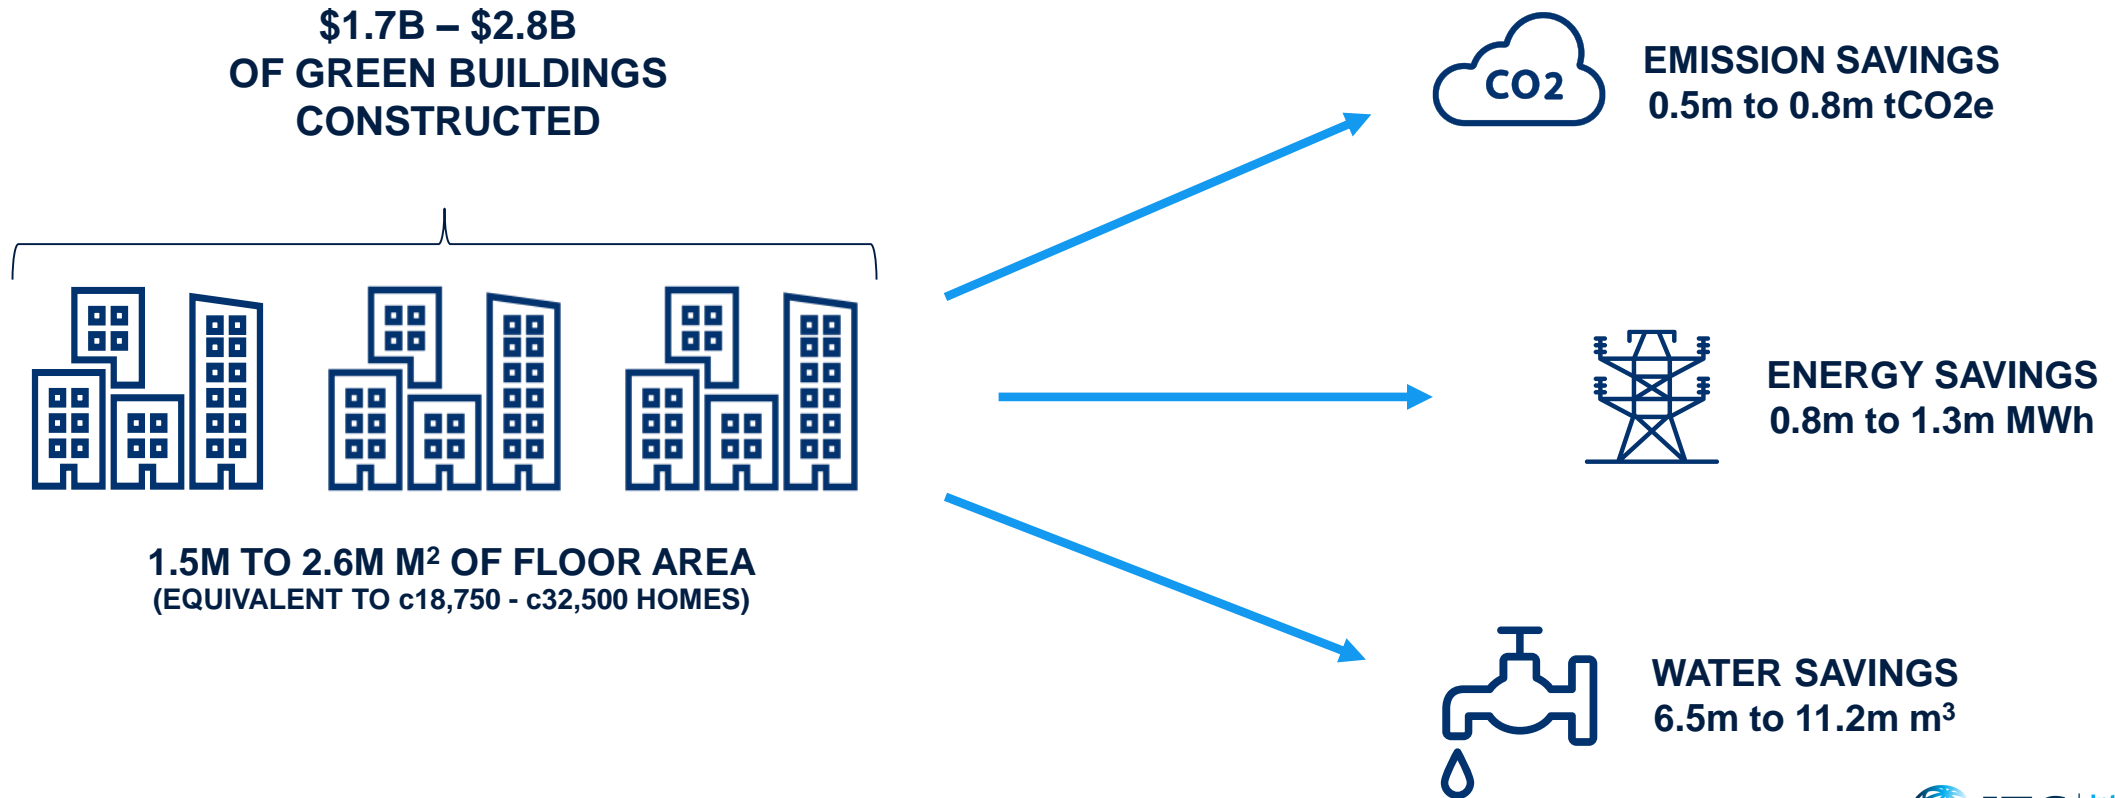 $1.7B – $2.8B
OF GREEN BUILDINGS
CONSTRUCTED
1.5M TO 2.6M M² OF FLOOR AREA
(EQUIVALENT TO c18,750 - c32,500 HOMES)
CO2
EMISSION SAVINGS
0.5m to 0.8m tCO2e
ENERGY SAVINGS
0.8m to 1.3m MWh
WATER SAVINGS
6.5m to 11.2m m³